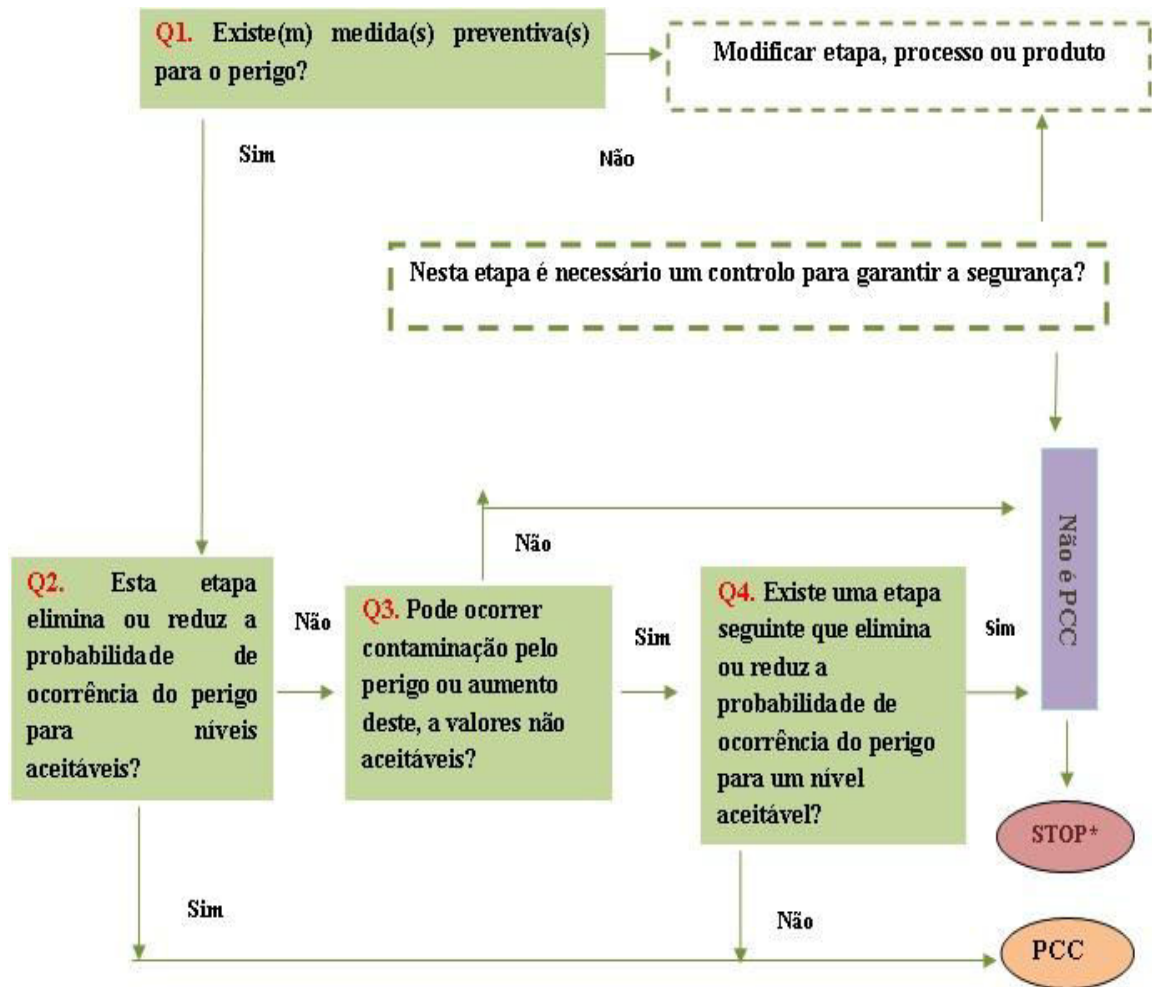 Q1. Existe(m) medida(s) preventiva(s)
para o perigo?
Modificar etapa, processo ou produto
Sim
Não
Nesta etapa é necessário um controlo para garantir a segurança?
Não é PCC
Não
Q2. Esta etapa
elimina ou reduz a
probabilidade de
ocorrência do perigo
para níveis
aceitáveis?
Não
Q3. Pode ocorrer
contaminação pelo
perigo ou aumento
deste, a valores não
aceitáveis?
Sim
Q4. Existe uma etapa
seguinte que elimina
ou reduz a
probabilidade de
ocorrência do perigo
para um nível
aceitável?
Sim
STOP*
Sim
Não
PCC